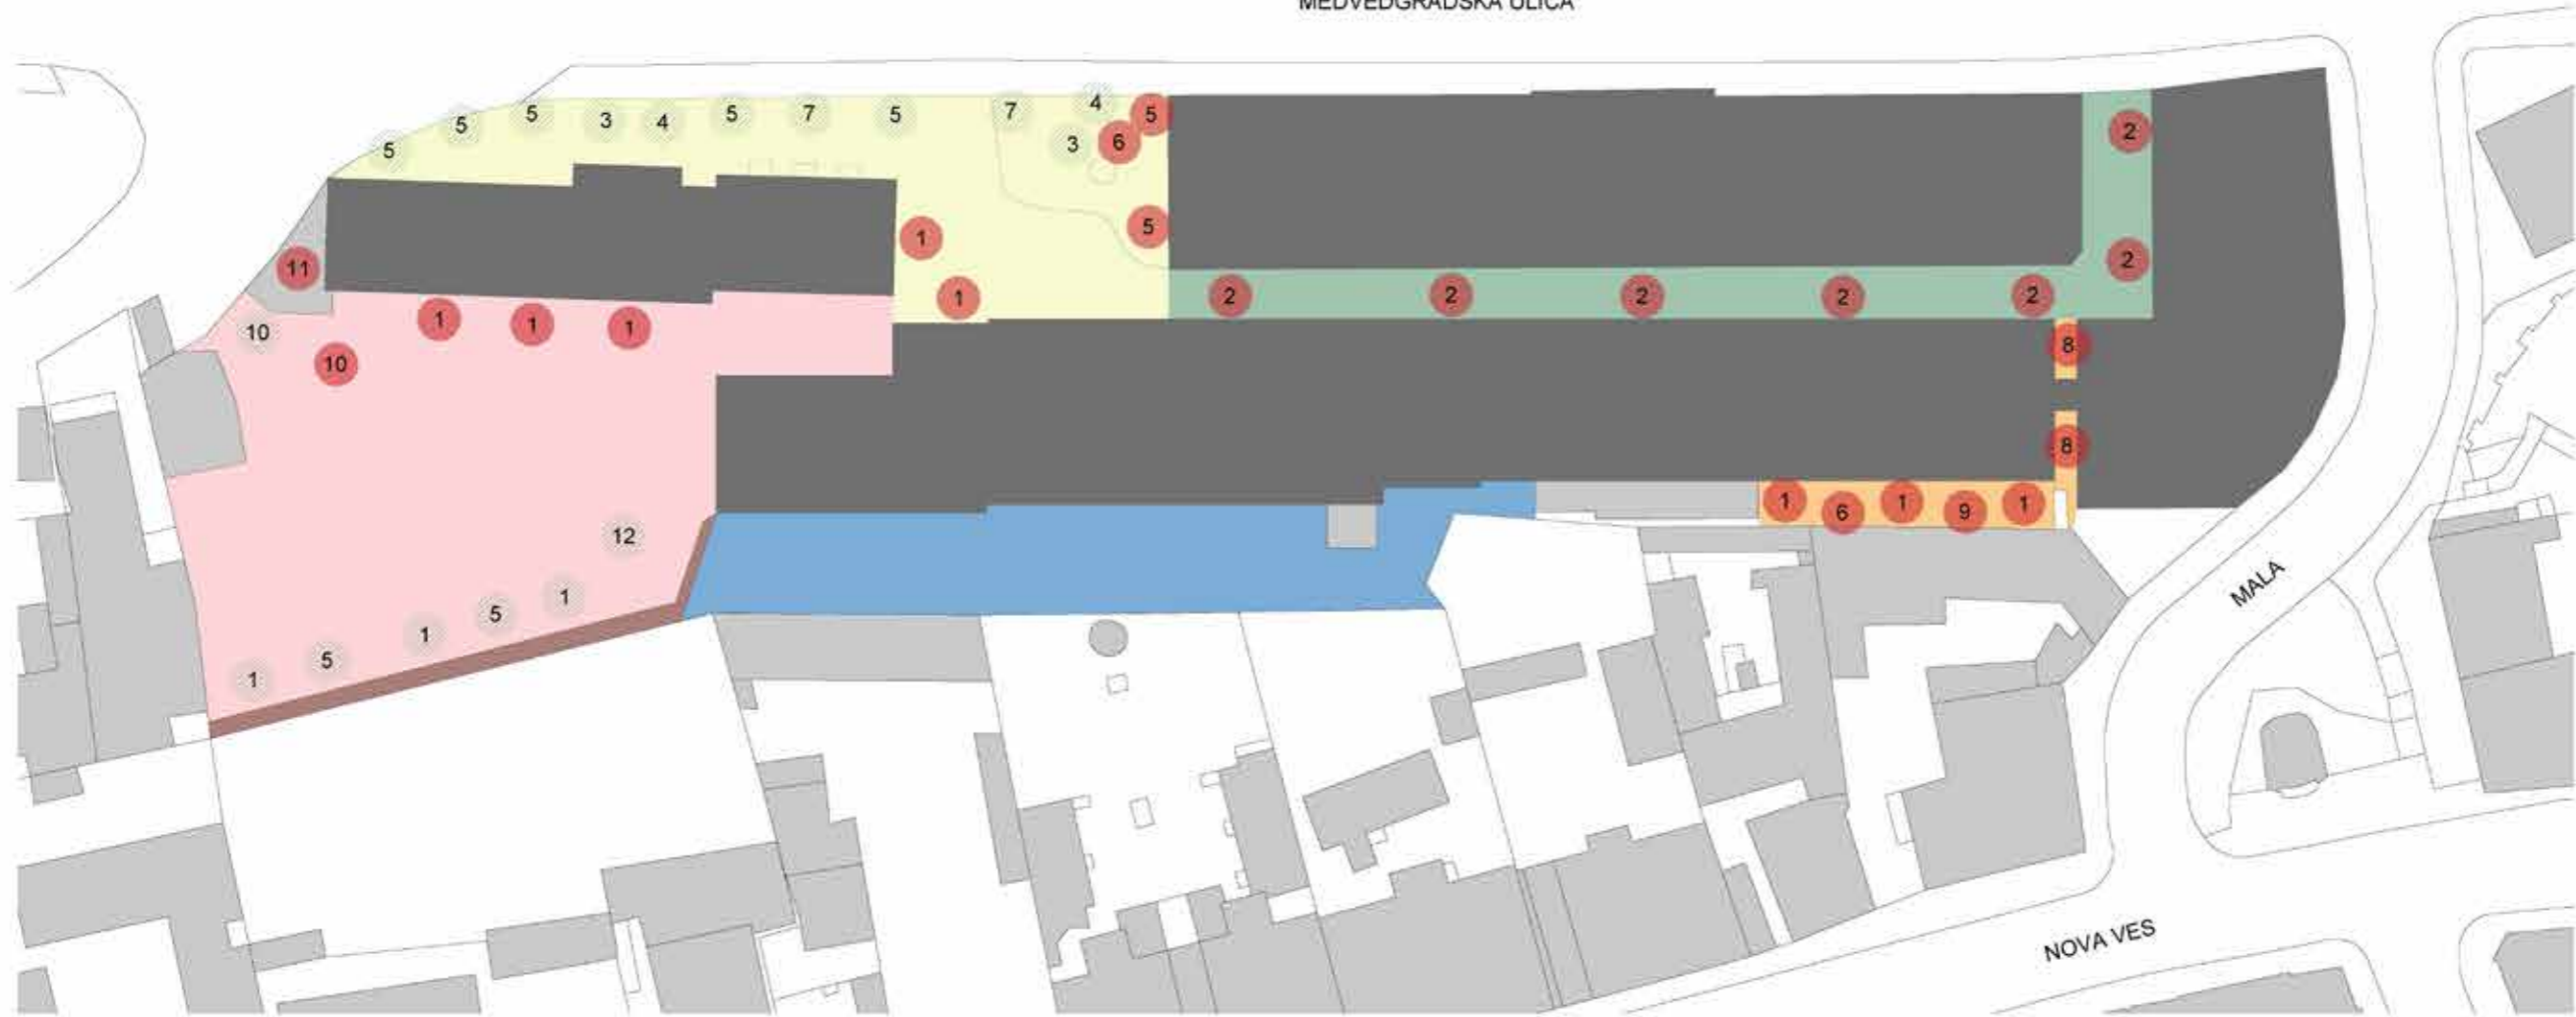 MEDVEDGRADSKA ULICA
4
5 5 3 4 5 7 5 7 5
5
5 3 6 2
1 5
11 1 2
10 1 1 1 2 2 2 2 2
10 8
8
1 6 1 9 1
12
1 5 1 5 1
MALA
NOVA VES